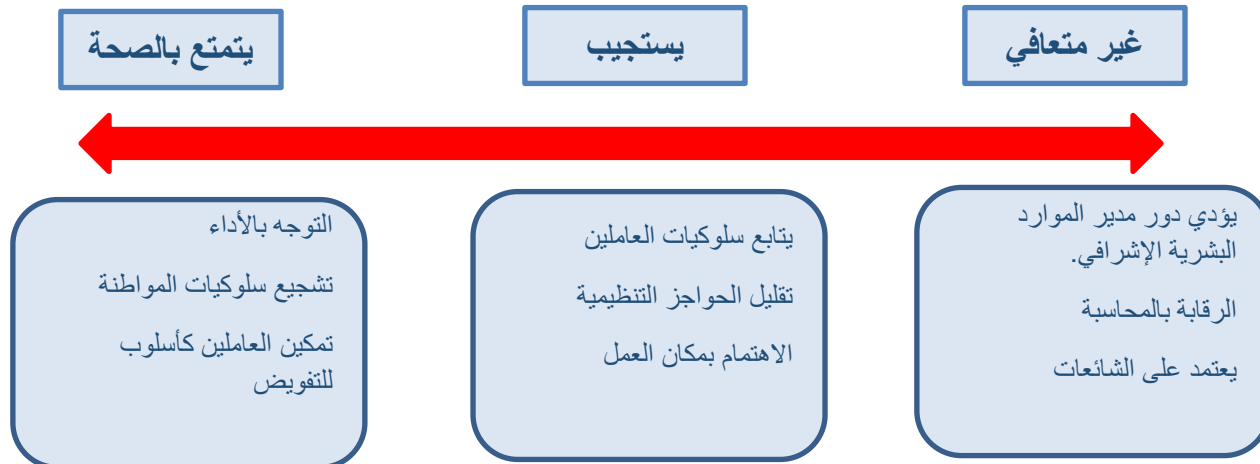 غير متعافي
يستجيب
يتمتع بالصحة
يؤدي دور مدير الموارد
البشرية الإشرافي.
الرقابة بالمحاسبة
يعتمد على الشائعات
يتابع سلوكيات العاملين
تقليل الحواجز التنظيمية
الاهتمام بمكان العمل
التوجه بالأداء
تشجيع سلوكيات المواطنة
تمكين العاملين كأسلوب
للتفويض